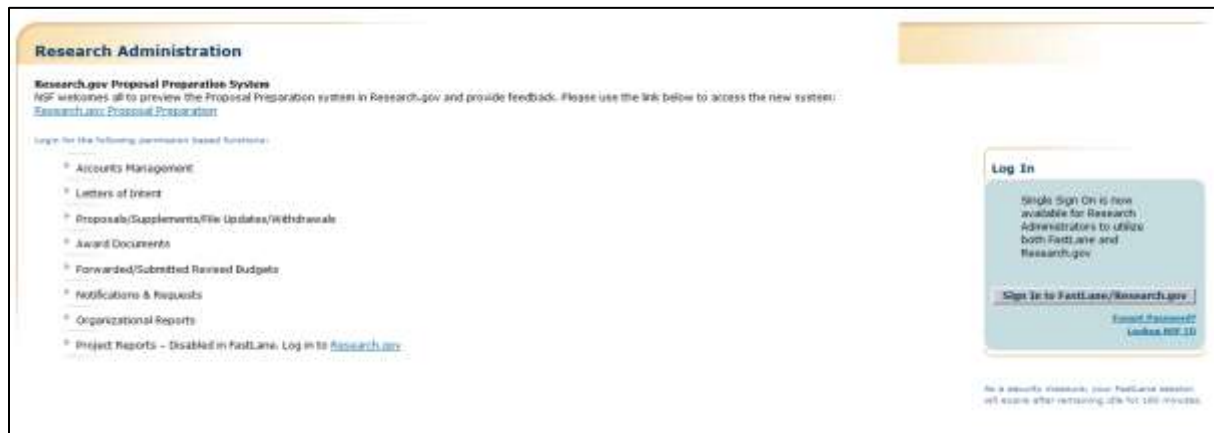 Research Administration
Research.gov Proposal Preparation System
NSF welcomes all to preview the Proposal Preparation system in Research.gov and provide feedback. Please use the link below to access the new system:
Research.gov Proposal Preparation
Login for the following permission based functions:
Accounts Management
Letters of Intent
Proposals/Supplements/File Updates/Withdrawals
Award Documents
Forwarded/Submitted Revised Budgets
Notifications & Requests
Organizational Reports
Project Reports – Disabled in FastLane. Log in to Research.gov
Log In
Single Sign On is now
available for Research
Administrators to utilize
both FastLane and
Research.gov
Sign In to FastLane/Research.gov
Forgot Password?
Lookup NSF ID
As a security measure, your FastLane session
will expire after remaining idle for 180 minutes.